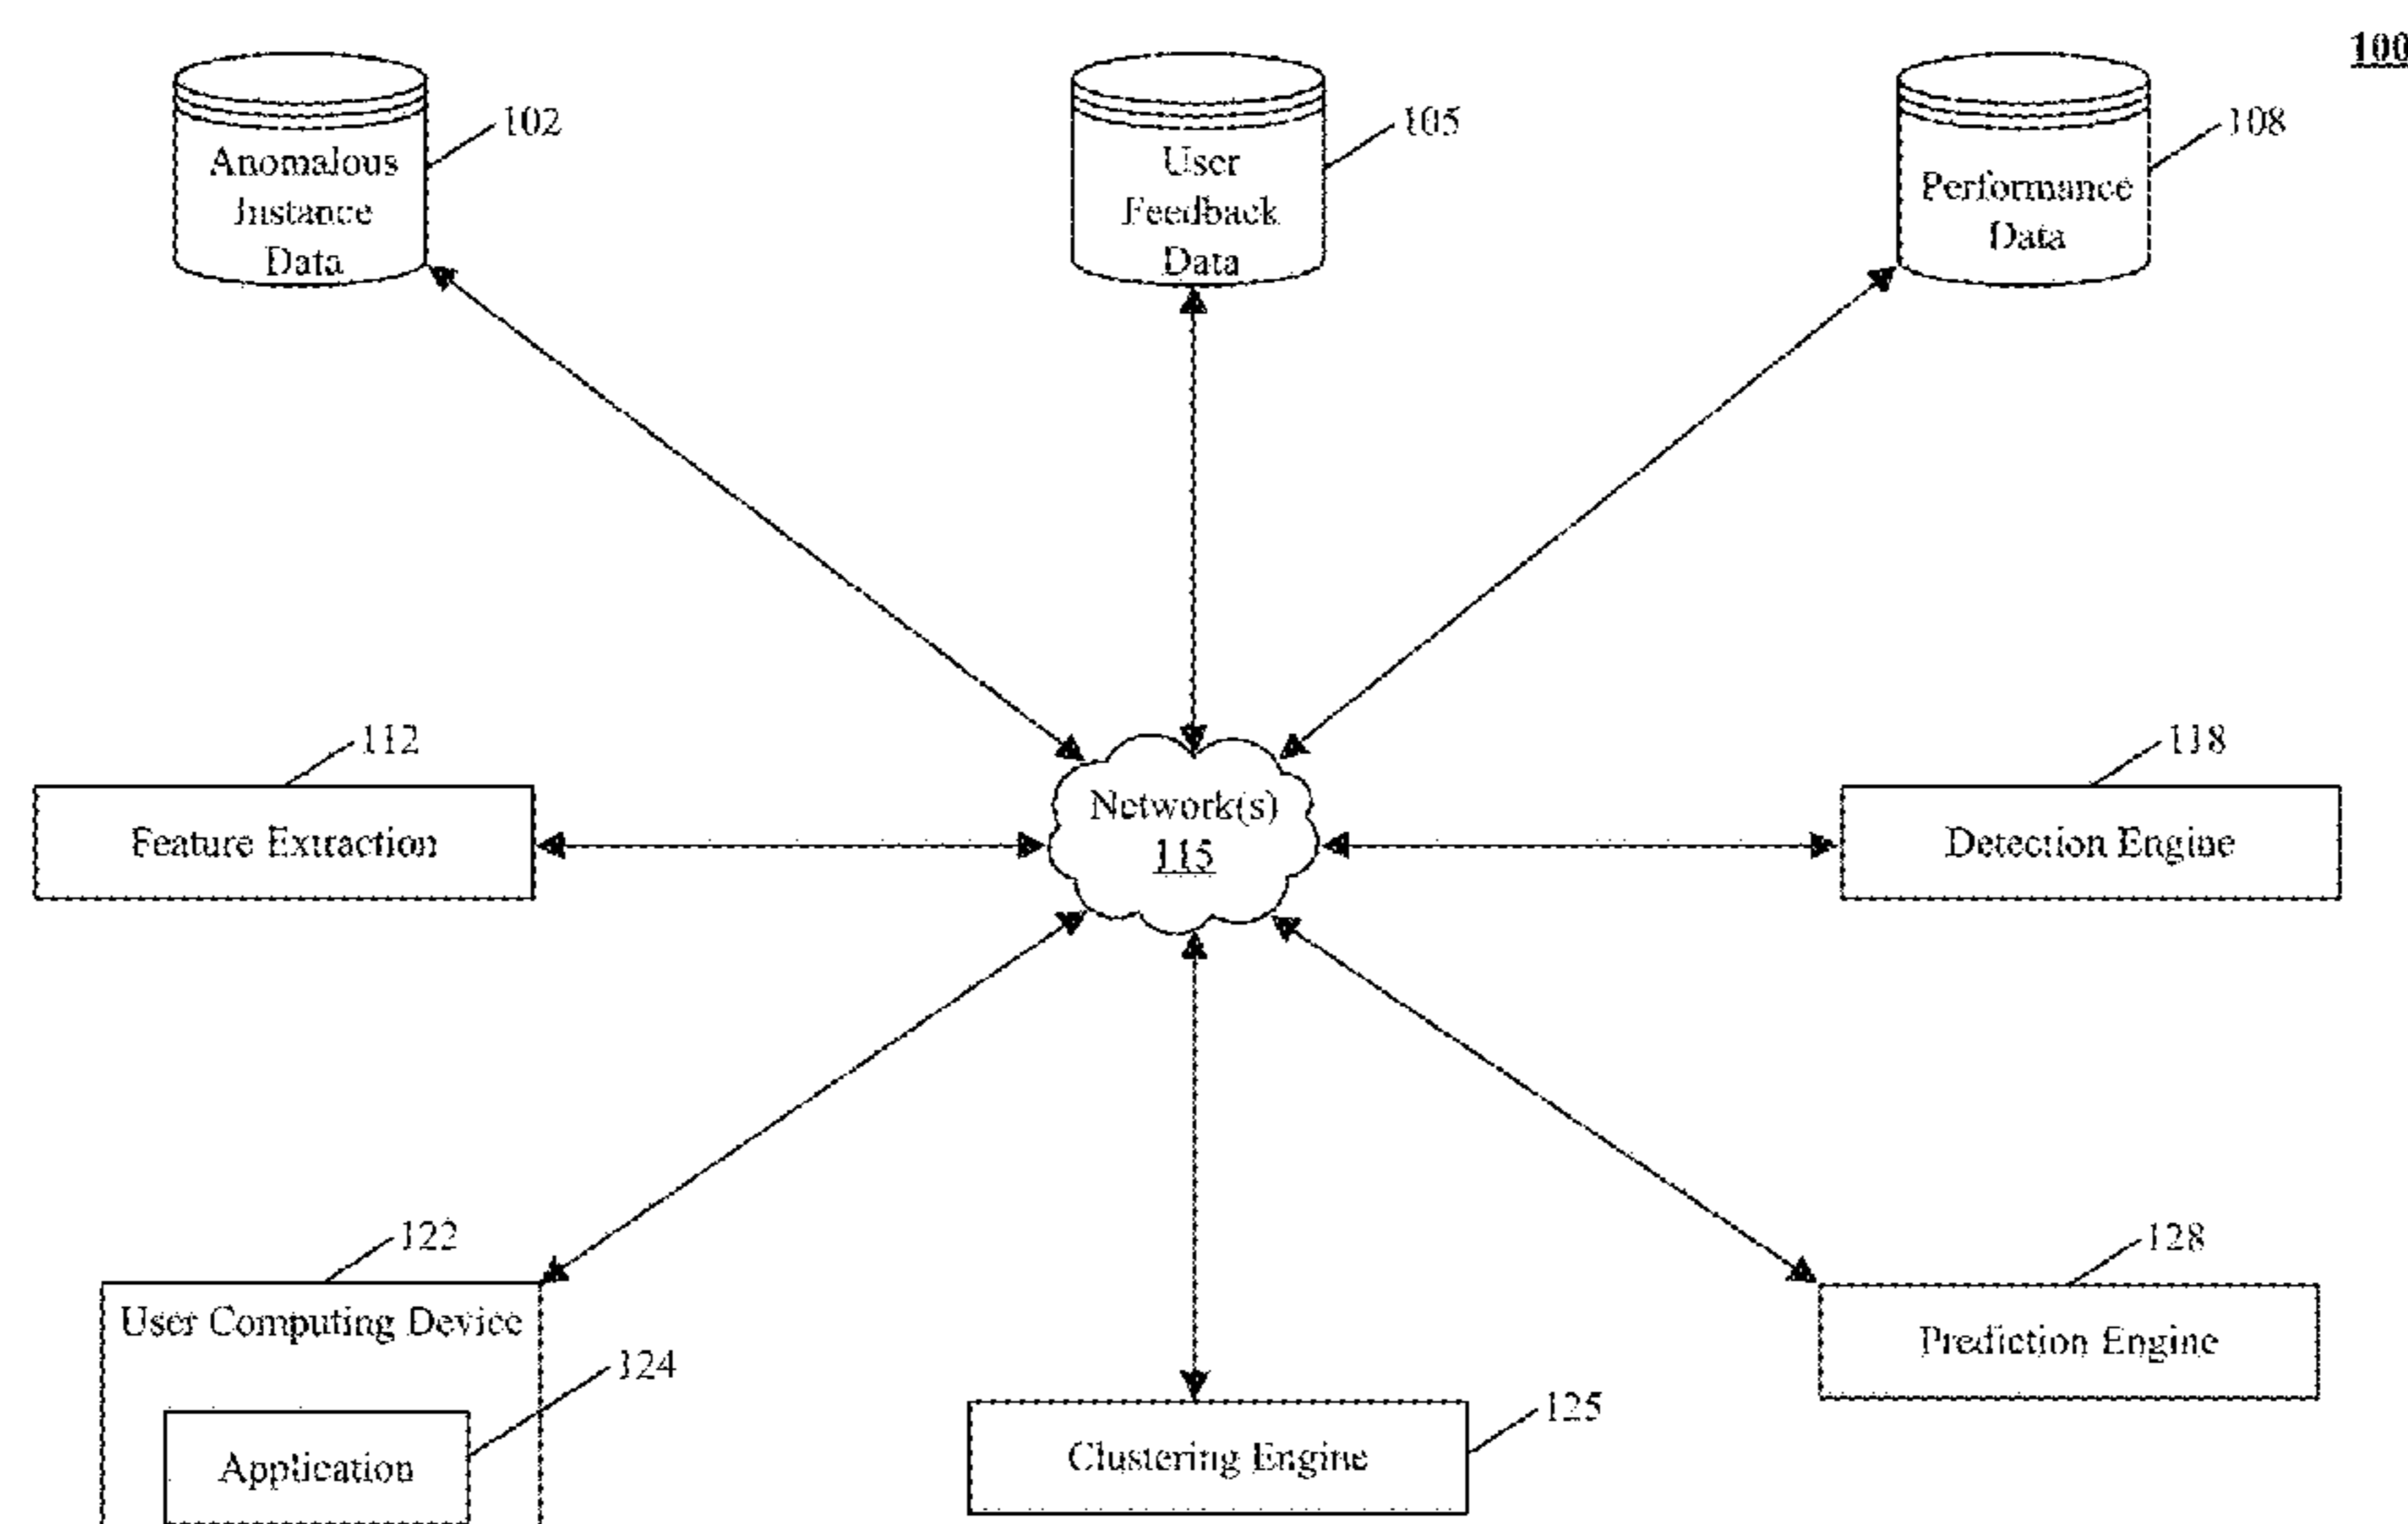 100
102
Anomalous
Instance
Data
105
User
Feedback
Data
108
Performance
Data
112
Feature Extraction
Network(s)
115
118
Detection Engine
122
User Computing Device
124
Application
125
Clustering Engine
128
Prediction Engine